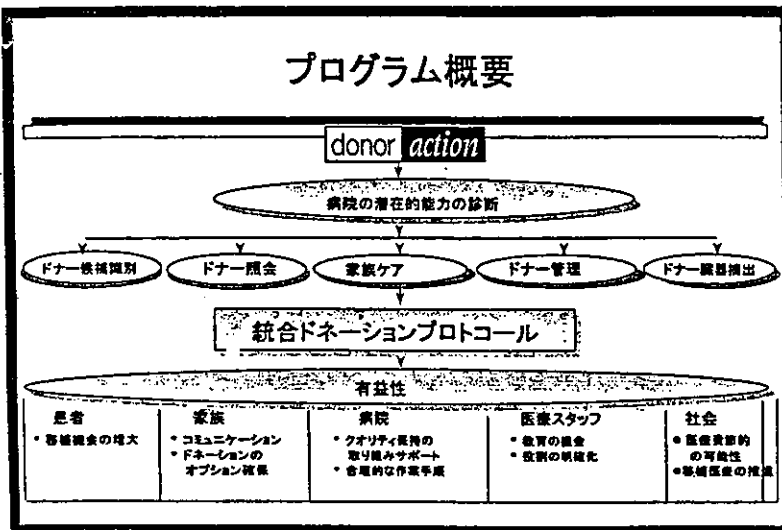 プログラム概要
donor action
病院の潜在的能力の診断
ドナー候補識別 ドナー照会 家族ケア ドナー管理 ドナー臓器摘出
統合ドネーションプロトコール
有益性
患者 家族 病院 医療スタッフ 社会
・移植機会の増大
・コミュニケーション
・ドネーションの
オプション確保
・クオリティ保持の
取り組みサポート
・合理的な作業手順
・教育の機会
・役割の明確化
●医療費節約
の可能性
●移植医療の推進